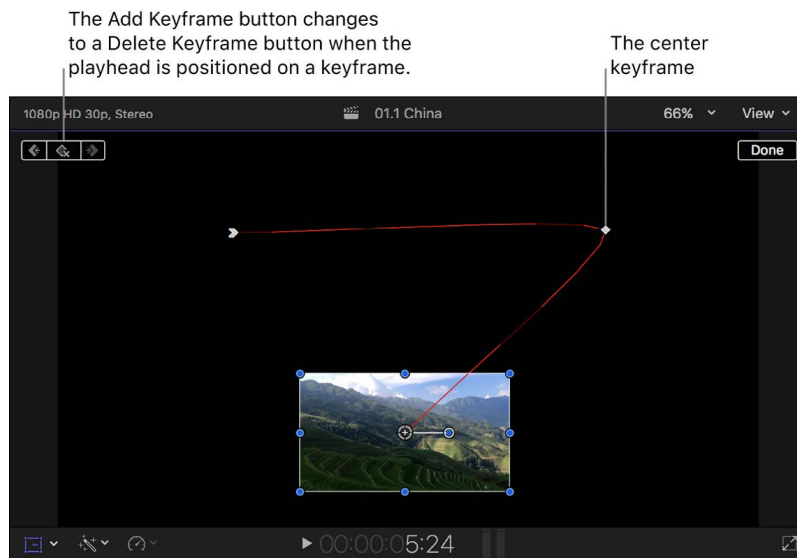 The Add Keyframe button changes
to a Delete Keyframe button when the
playhead is positioned on a keyframe.
The center
keyframe
1080p HD 30p, Stereo
01.1 China
66%
View
Done
00:00:05:24